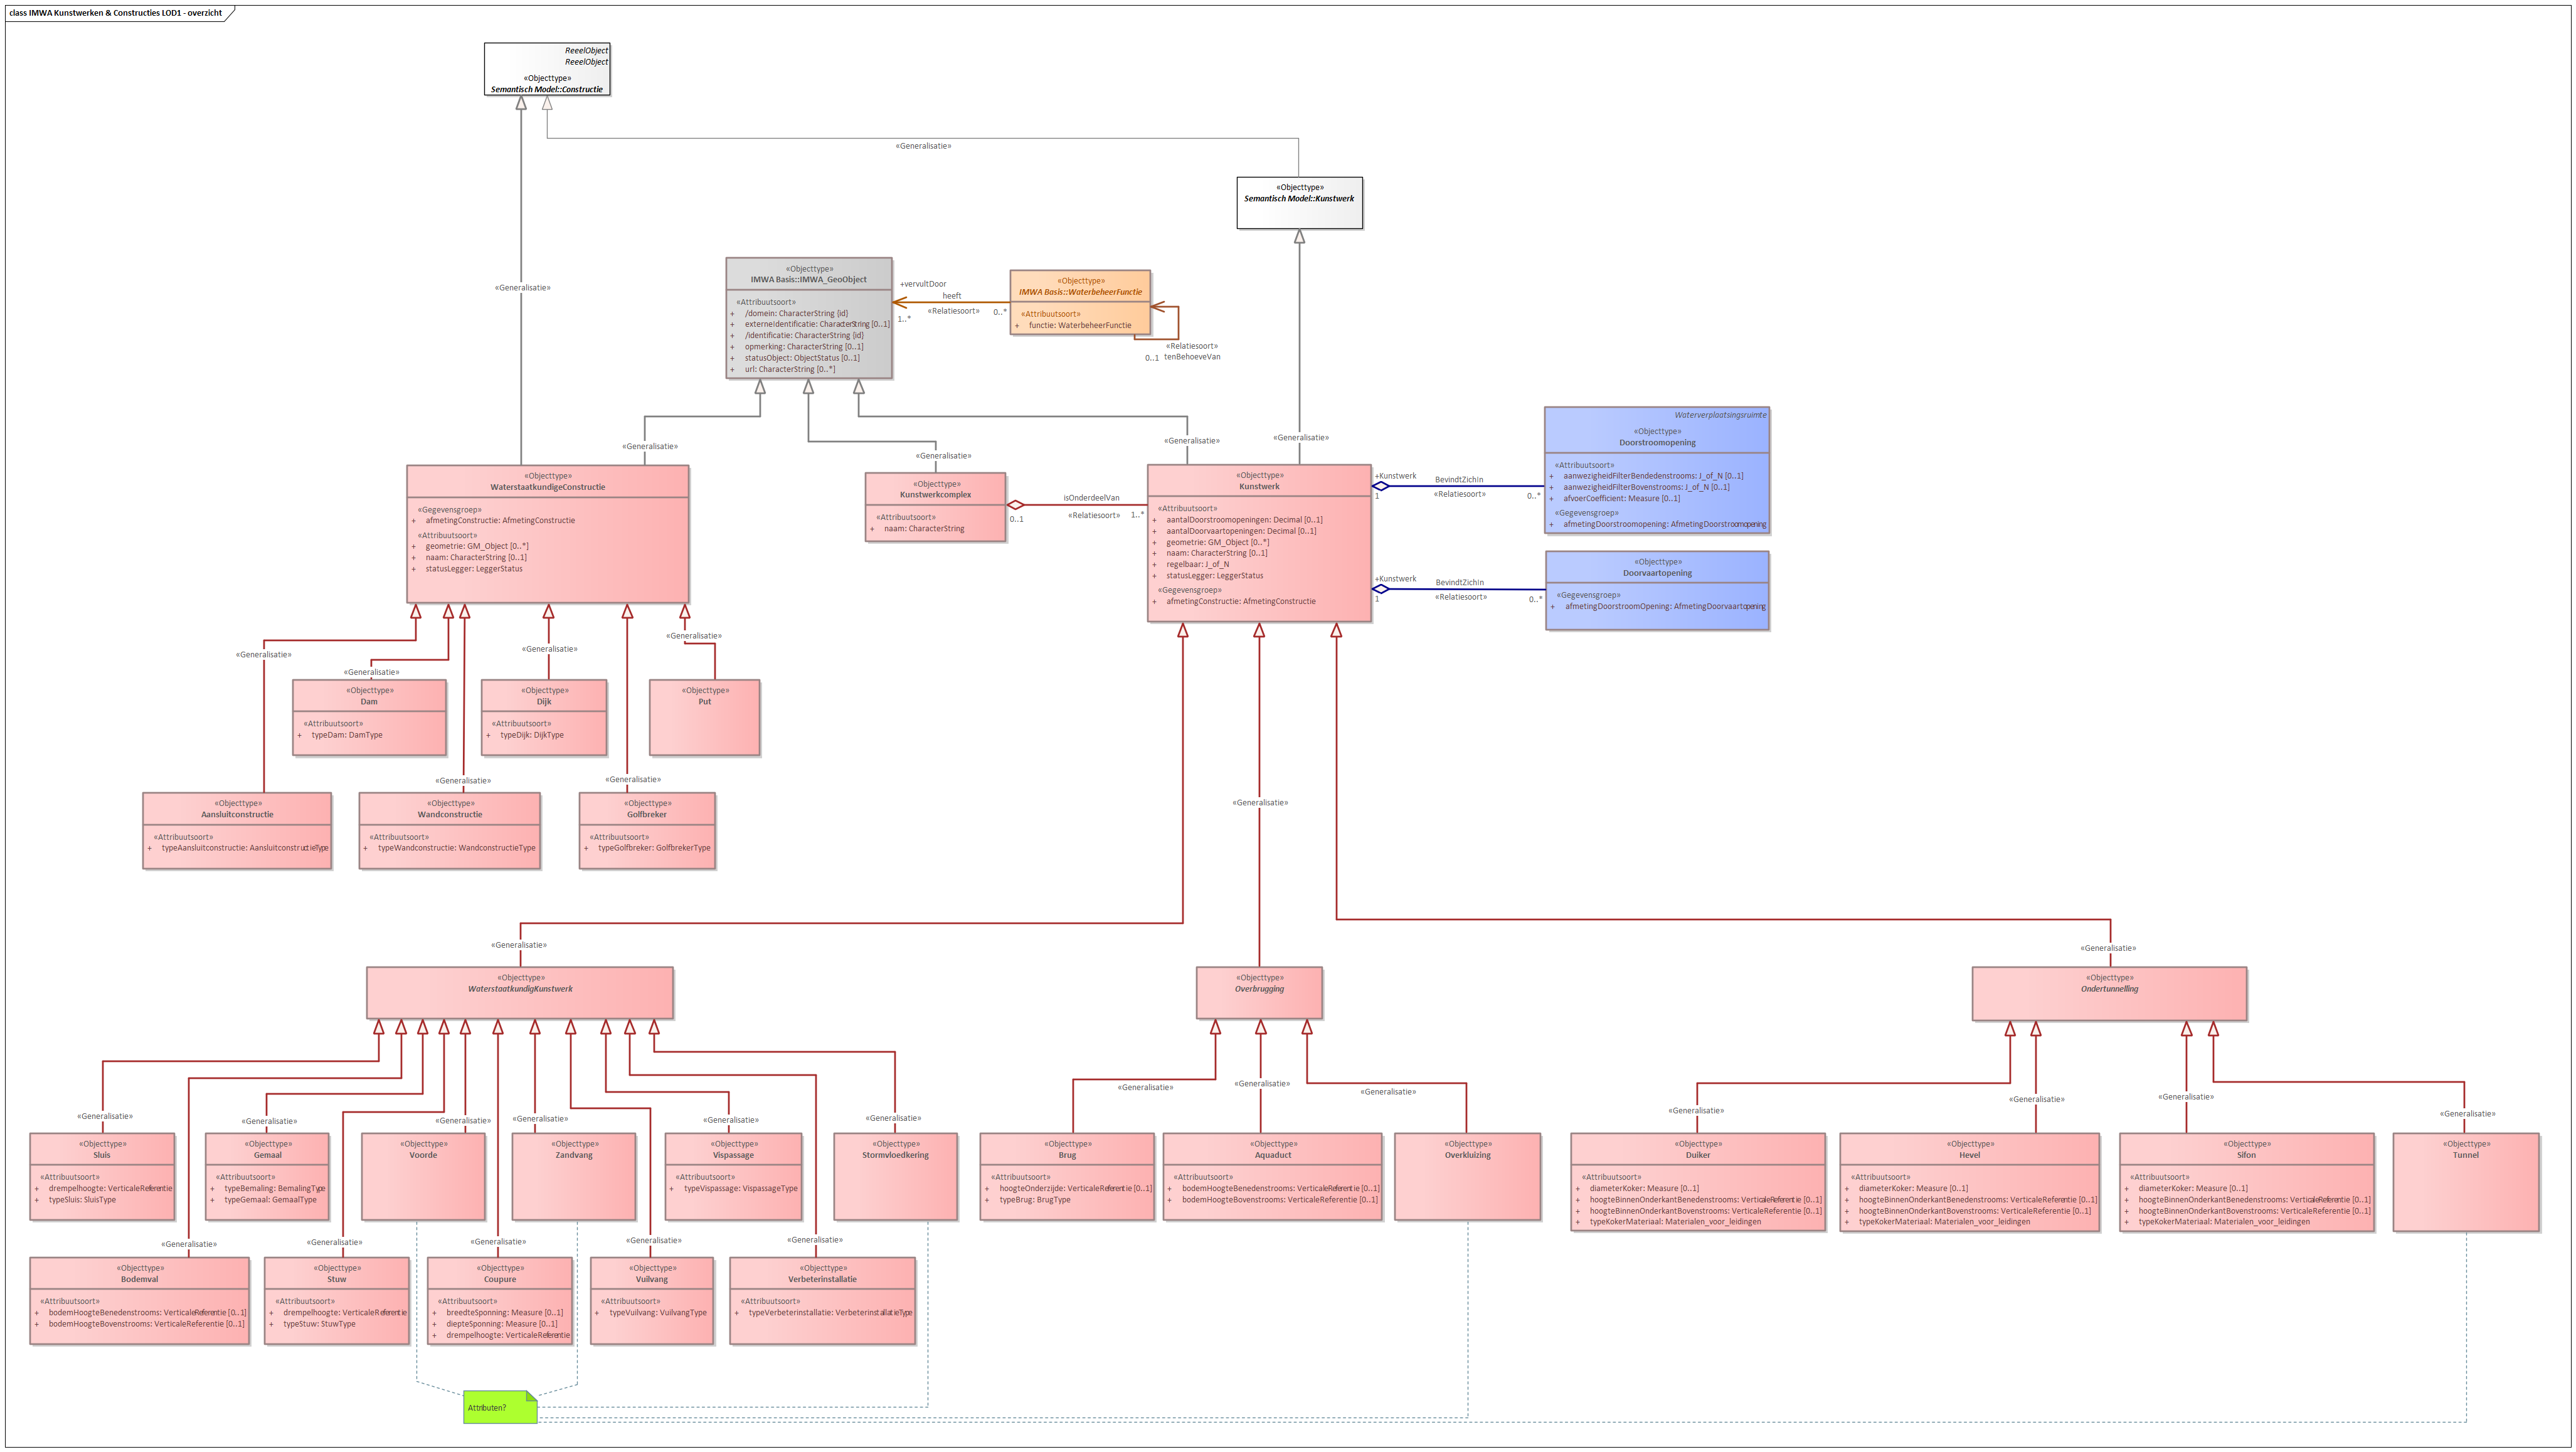 class IMWA Kunstwerken & Constructies LOD1 - overzicht
ReeelObject
ReeelObject
«Objecttype»
Semantisch Model::Constructie
«Generalisatie»
«Objecttype»
Semantisch Model::Kunstwerk
«Generalisatie»
«Objecttype»
IMWA Basis::IMWA_GeoObject
«Attribuutsoort»
+ /domein: CharacterString {id}
+ externeIdentificatie: CharacterString [0..1]
+ /identificatie: CharacterString {id}
+ opmerking: CharacterString [0..1]
+ statusObject: ObjectStatus [0..1]
+ url: CharacterString [0..*]
+vervultDoor
heeft
1..*
«Relatiesoort»
0..*
«Objecttype»
IMWA Basis::WaterbeheerFunctie
«Attribuutsoort»
+ functie: WaterbeheerFunctie
«Relatiesoort»
0..1
tenBehoeveVan
«Generalisatie»
«Generalisatie»
«Generalisatie»
«Generalisatie»
«Objecttype»
WaterstaatkundigeConstructie
«Gegevensgroep»
+ afmetingConstructie: AfmetingConstructie
«Attribuutsoort»
+ geometrie: GM_Object [0..*]
+ naam: CharacterString [0..1]
+ statusLegger: LeggerStatus
«Objecttype»
Kunstwerkcomplex
«Attribuutsoort»
+ naam: CharacterString
isOnderdeelVan
0..1
«Relatiesoort»
1..*
«Objecttype»
Kunstwerk
«Attribuutsoort»
+ aantalDoorstroomopeningen: Decimal [0..1]
+ aantalDoorvaartopeningen: Decimal [0..1]
+ geometrie: GM_Object [0..*]
+ naam: CharacterString [0..1]
+ regelbaar: J_of_N
+ statusLegger: LeggerStatus
«Gegevensgroep»
+ afmetingConstructie: AfmetingConstructie
+Kunstwerk
BevindtZichIn
1
«Relatiesoort»
0..*
Waterverplaatsingsruimte
«Objecttype»
Doorstroomopening
«Attribuutsoort»
+ aanwezigheidFilterBendedenstrooms: J_of_N [0..1]
+ aanwezigheidFilterBovenstrooms: J_of_N [0..1]
+ afvoerCoefficient: Measure [0..1]
«Gegevensgroep»
+ afmetingDoorstroomopening: AfmetingDoorstroomopening
+Kunstwerk
BevindtZichIn
1
«Relatiesoort»
0..*
«Objecttype»
Doorvaartopening
«Gegevensgroep»
+ afmetingDoorstroomOpening: AfmetingDoorvaartopening
«Generalisatie»
«Generalisatie»
«Generalisatie»
«Generalisatie»
«Objecttype»
Dam
«Attribuutsoort»
+ typeDam: DamType
«Objecttype»
Dijk
«Attribuutsoort»
+ typeDijk: DijkType
«Objecttype»
Put
«Generalisatie»
«Generalisatie»
«Objecttype»
Aansluitconstructie
«Attribuutsoort»
+ typeAansluitconstructie: AansluitconstructieType
«Objecttype»
Wandconstructie
«Attribuutsoort»
+ typeWandconstructie: WandconstructieType
«Objecttype»
Golfbreker
«Attribuutsoort»
+ typeGolfbreker: GolfbrekerType
«Generalisatie»
«Generalisatie»
«Generalisatie»
«Objecttype»
WaterstaatkundigKunstwerk
«Objecttype»
Overbrugging
«Objecttype»
Ondertunnelling
«Generalisatie»
«Generalisatie»
«Generalisatie»
«Generalisatie»
«Generalisatie»
«Generalisatie»
«Generalisatie»
«Generalisatie»
«Generalisatie»
«Generalisatie»
«Generalisatie»
«Generalisatie»
«Generalisatie»
«Objecttype»
Sluis
«Attribuutsoort»
+ drempelhoogte: VerticaleReferentie
+ typeSluis: SluisType
«Objecttype»
Gemaal
«Attribuutsoort»
+ typeBemaling: BemalingType
+ typeGemaal: GemaalType
«Objecttype»
Voorde
«Objecttype»
Zandvang
«Objecttype»
Vispassage
«Attribuutsoort»
+ typeVispassage: VispassageType
«Objecttype»
Stormvloedkering
«Objecttype»
Brug
«Attribuutsoort»
+ hoogteOnderzijde: VerticaleReferentie [0..1]
+ typeBrug: BrugType
«Objecttype»
Aquaduct
«Attribuutsoort»
+ bodemHoogteBenedenstrooms: VerticaleReferentie [0..1]
+ bodemHoogteBovenstrooms: VerticaleReferentie [0..1]
«Objecttype»
Overkluizing
«Objecttype»
Duiker
«Attribuutsoort»
+ diameterKoker: Measure [0..1]
+ hoogteBinnenOnderkantBenedenstrooms: VerticaleReferentie [0..1]
+ hoogteBinnenOnderkantBovenstrooms: VerticaleReferentie [0..1]
+ typeKokerMateriaal: Materialen_voor_leidingen
«Objecttype»
Hevel
«Attribuutsoort»
+ diameterKoker: Measure [0..1]
+ hoogteBinnenOnderkantBenedenstrooms: VerticaleReferentie [0..1]
+ hoogteBinnenOnderkantBovenstrooms: VerticaleReferentie [0..1]
+ typeKokerMateriaal: Materialen_voor_leidingen
«Objecttype»
Sifon
«Attribuutsoort»
+ diameterKoker: Measure [0..1]
+ hoogteBinnenOnderkantBenedenstrooms: VerticaleReferentie [0..1]
+ hoogteBinnenOnderkantBovenstrooms: VerticaleReferentie [0..1]
+ typeKokerMateriaal: Materialen_voor_leidingen
«Objecttype»
Tunnel
«Generalisatie»
«Generalisatie»
«Generalisatie»
«Generalisatie»
«Generalisatie»
«Objecttype»
Bodemval
«Attribuutsoort»
+ bodemHoogteBenedenstrooms: VerticaleReferentie [0..1]
+ bodemHoogteBovenstrooms: VerticaleReferentie [0..1]
«Objecttype»
Stuw
«Attribuutsoort»
+ drempelhoogte: VerticaleReferentie
+ typeStuw: StuwType
«Objecttype»
Coupure
«Attribuutsoort»
+ breedteSponning: Measure [0..1]
+ diepteSponning: Measure [0..1]
+ drempelhoogte: VerticaleReferentie
«Objecttype»
Vuilvang
«Attribuutsoort»
+ typeVuilvang: VuilvangType
«Objecttype»
Verbeterinstallatie
«Attribuutsoort»
+ typeVerbeterinstallatie: VerbeterinstallatieType
Attributen?